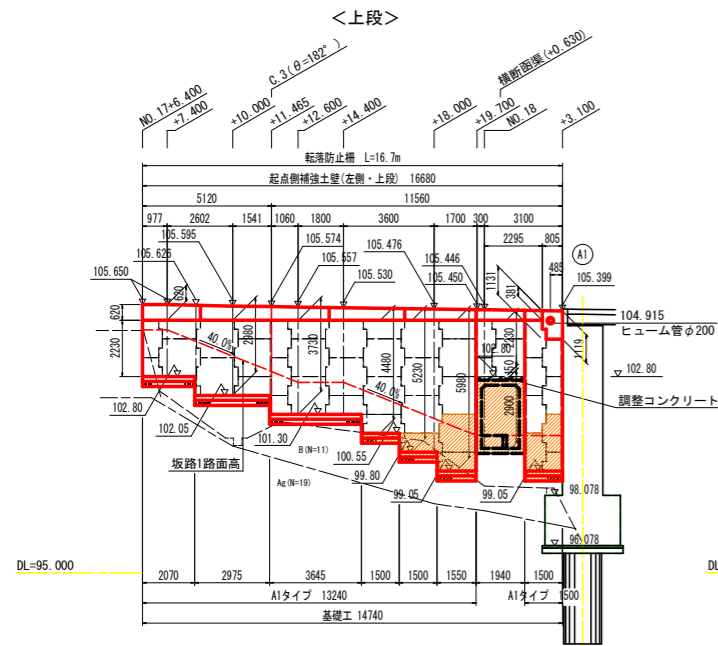 ＜上段＞
NO.17+6.400
+7.400
+10.000
C.3(θ=182°)
+11.465
+12.600
+14.400
+18.000
横断函渠(+0.630)
+19.700
NO.18
+3.100
転落防止柵 L=16.7m
起点側補強土壁(左側・上段) 16680
5120 11560
977 2602 1541 1060 1800 3600 1700 300 3100
2295 805
105.595 105.574 105.476 105.446 A1
105.626 105.557 105.450 1131 381 485
105.650 620 105.530 105.399
620
104.915
ヒューム管φ200
2230 40.0% 2880 3730 4480 5230 5980 2230 1119
102.80 450 102.80
40.0% 2900 調整コンクリート
102.80
102.05
101.30
B(N=11) 100.55
坂路1路面高
Ag(N=19) 99.80
99.05 99.05 98.078
96.078
DL=95.000 DL
2070 2975 3645 1500 1500 1550 1940 1500
A1タイプ 13240 A1タイプ 1500
基礎工 14740